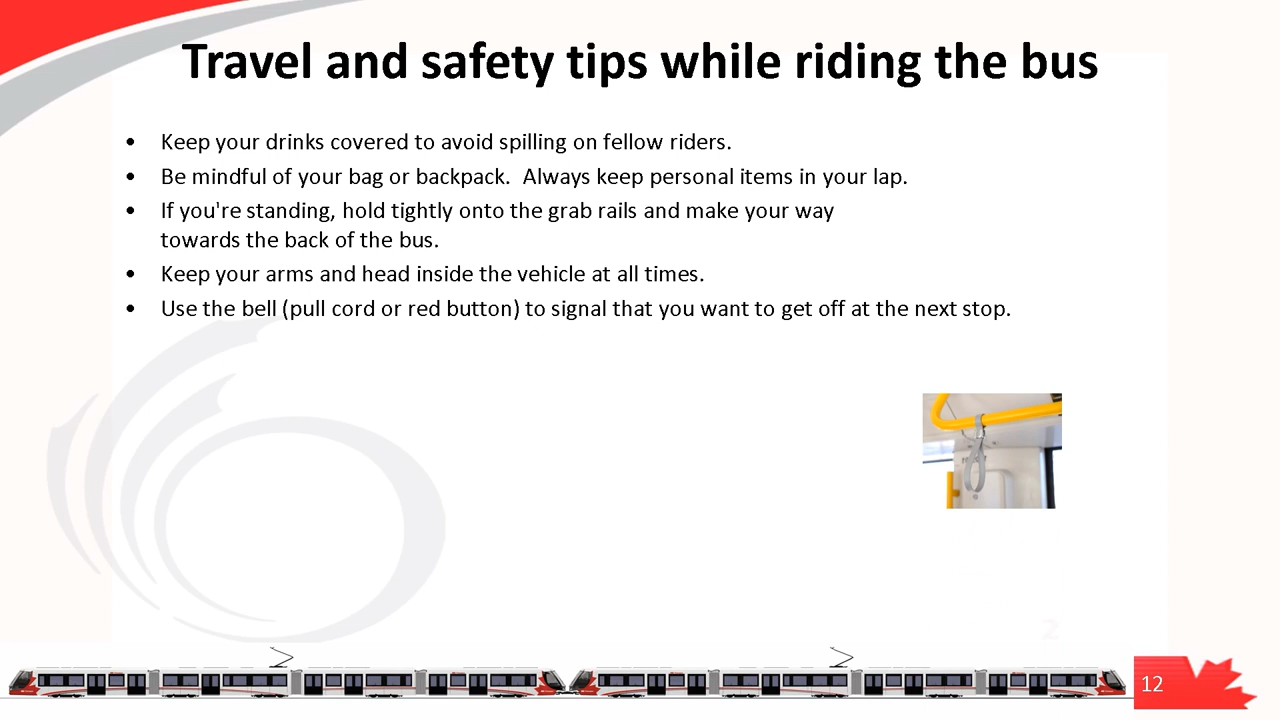 Travel and safety tips while riding the bus
• Keep your drinks covered to avoid spilling on fellow riders.
• Be mindful of your bag or backpack.  Always keep personal items in your lap.
• If you're standing, hold tightly onto the grab rails and make your way
towards the back of the bus.
• Keep your arms and head inside the vehicle at all times.
• Use the bell (pull cord or red button) to signal that you want to get off at the next stop.
12